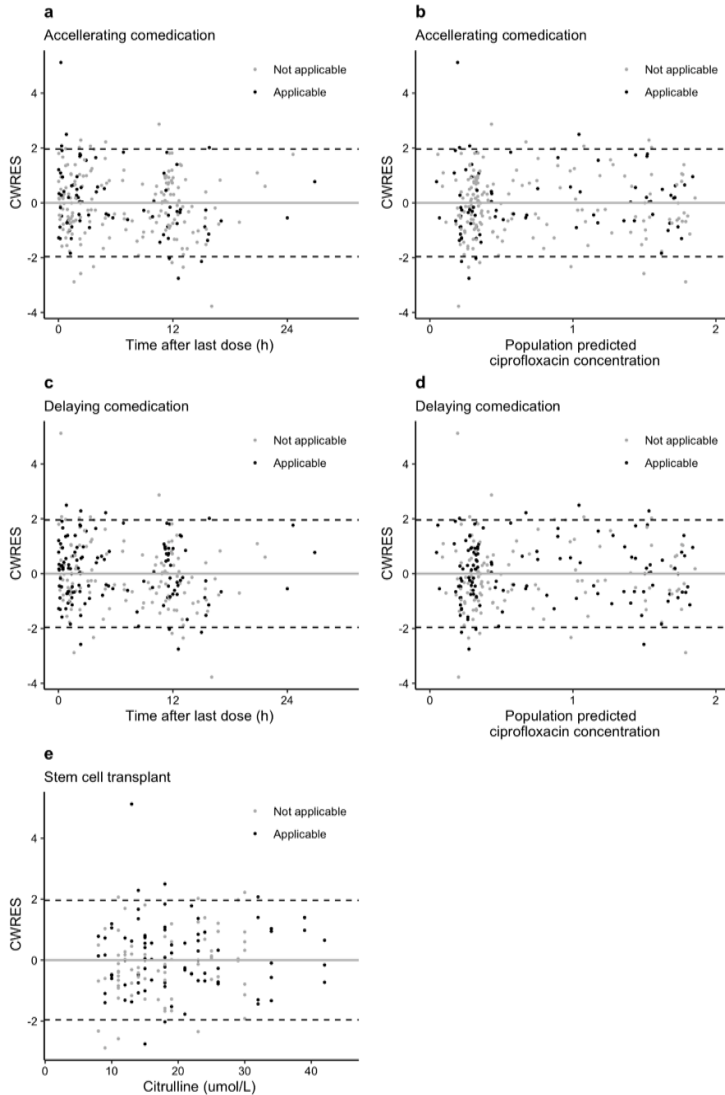 a
Accellerating comedication
Not applicable
Applicable
4
2
0
-2
-4
CWRES
0
12
24
Time after last dose (h)
b
Accellerating comedication
Not applicable
Applicable
4
2
0
-2
-4
CWRES
0
1
2
Population predicted
ciprofloxacin concentration
c
Delaying comedication
Not applicable
Applicable
4
2
0
-2
-4
CWRES
0
12
24
Time after last dose (h)
d
Delaying comedication
Not applicable
Applicable
4
2
0
-2
-4
CWRES
0
1
2
Population predicted
ciprofloxacin concentration
e
Stem cell transplant
Not applicable
Applicable
4
2
0
-2
CWRES
0
10
20
30
40
Citrulline (umol/L)